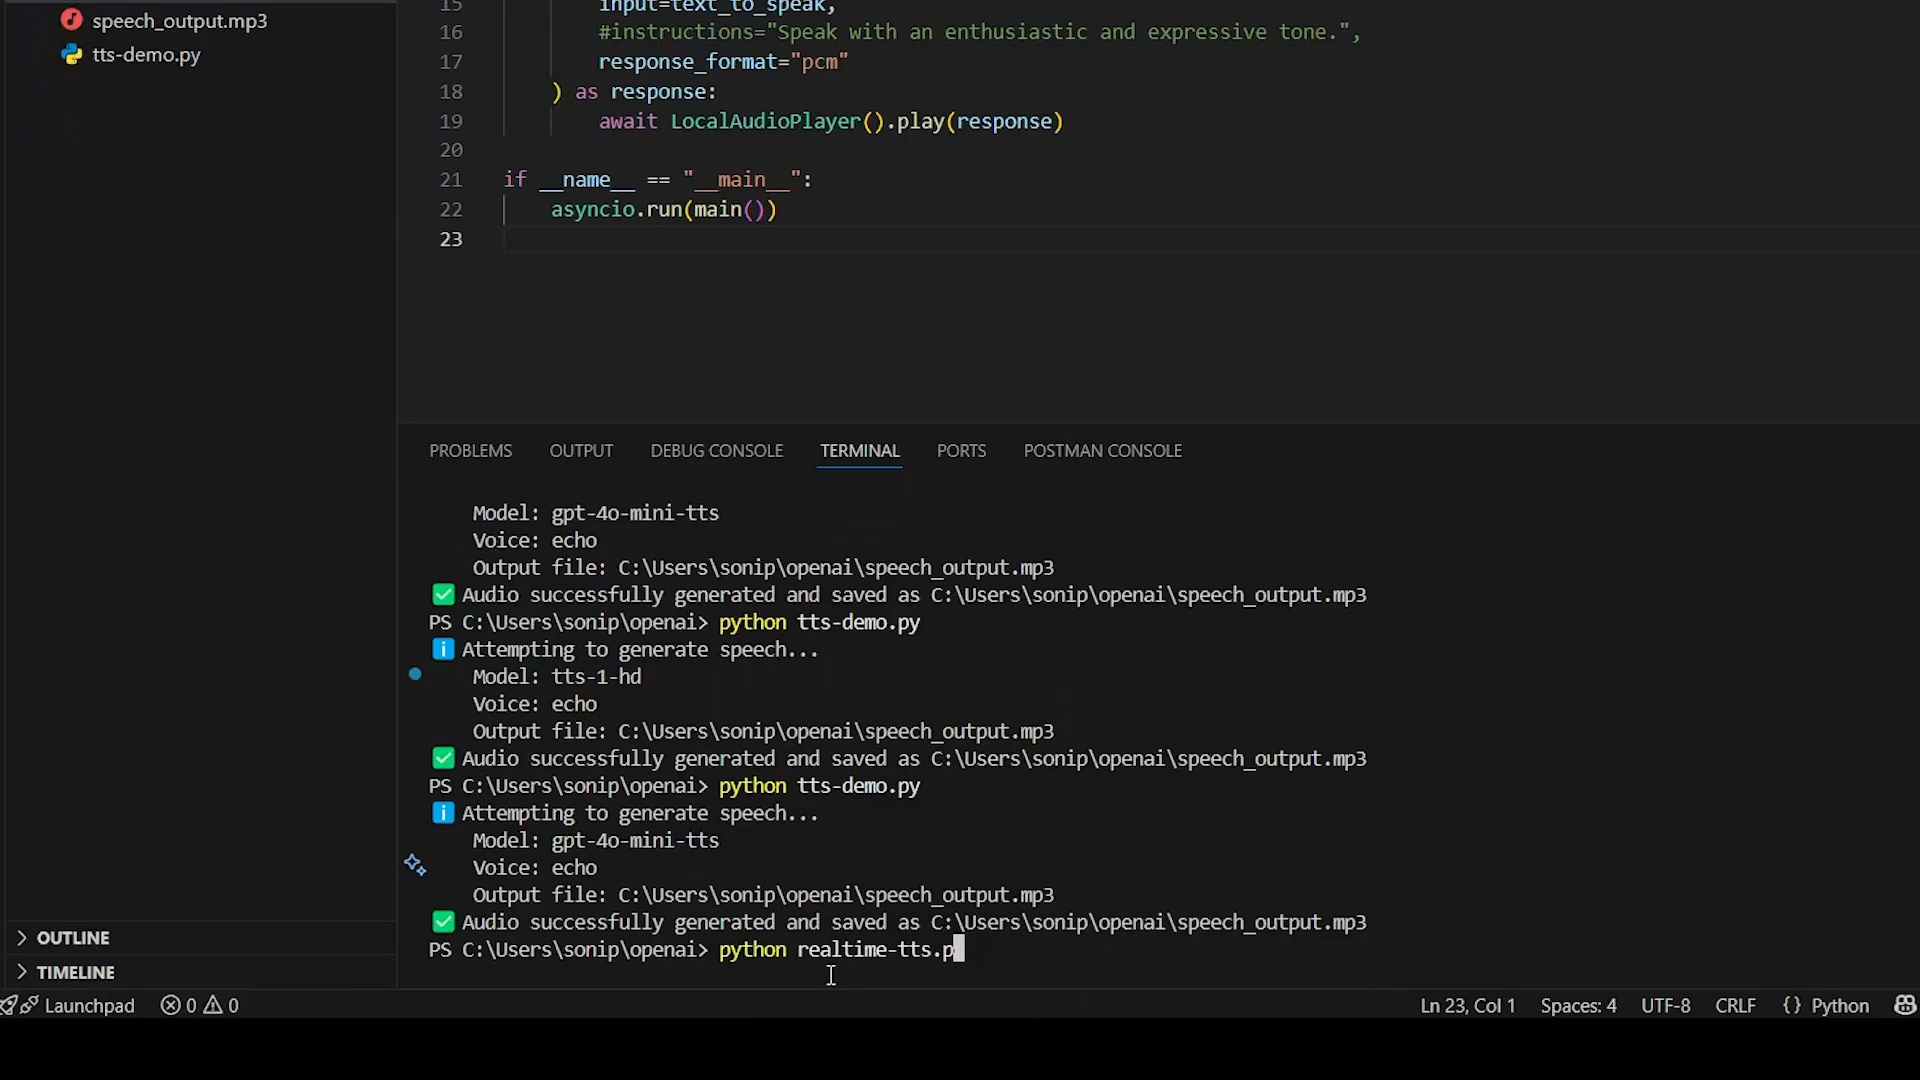 speech_output.mp3
tts-demo.py
15 input=text_to_speak,
16 #instructions="Speak with an enthusiastic and expressive tone.",
17 response_format="pcm"
18 ) as response:
19 await LocalAudioPlayer().play(response)
20
21 if __name__ == "__main__":
22 asyncio.run(main())
23
PROBLEMS OUTPUT DEBUG CONSOLE TERMINAL PORTS POSTMAN CONSOLE
Model: gpt-4o-mini-tts
Voice: echo
Output file: C:\Users\sonip\openai\speech_output.mp3
✅ Audio successfully generated and saved as C:\Users\sonip\openai\speech_output.mp3
PS C:\Users\sonip\openai> python tts-demo.py
ℹ️ Attempting to generate speech...
Model: tts-1-hd
Voice: echo
Output file: C:\Users\sonip\openai\speech_output.mp3
✅ Audio successfully generated and saved as C:\Users\sonip\openai\speech_output.mp3
PS C:\Users\sonip\openai> python tts-demo.py
ℹ️ Attempting to generate speech...
Model: gpt-4o-mini-tts
Voice: echo
Output file: C:\Users\sonip\openai\speech_output.mp3
✅ Audio successfully generated and saved as C:\Users\sonip\openai\speech_output.mp3
PS C:\Users\sonip\openai> python realtime-tts.p
OUTLINE
TIMELINE
Launchpad 0 0 Ln 23, Col 1 Spaces: 4 UTF-8 CRLF {} Python